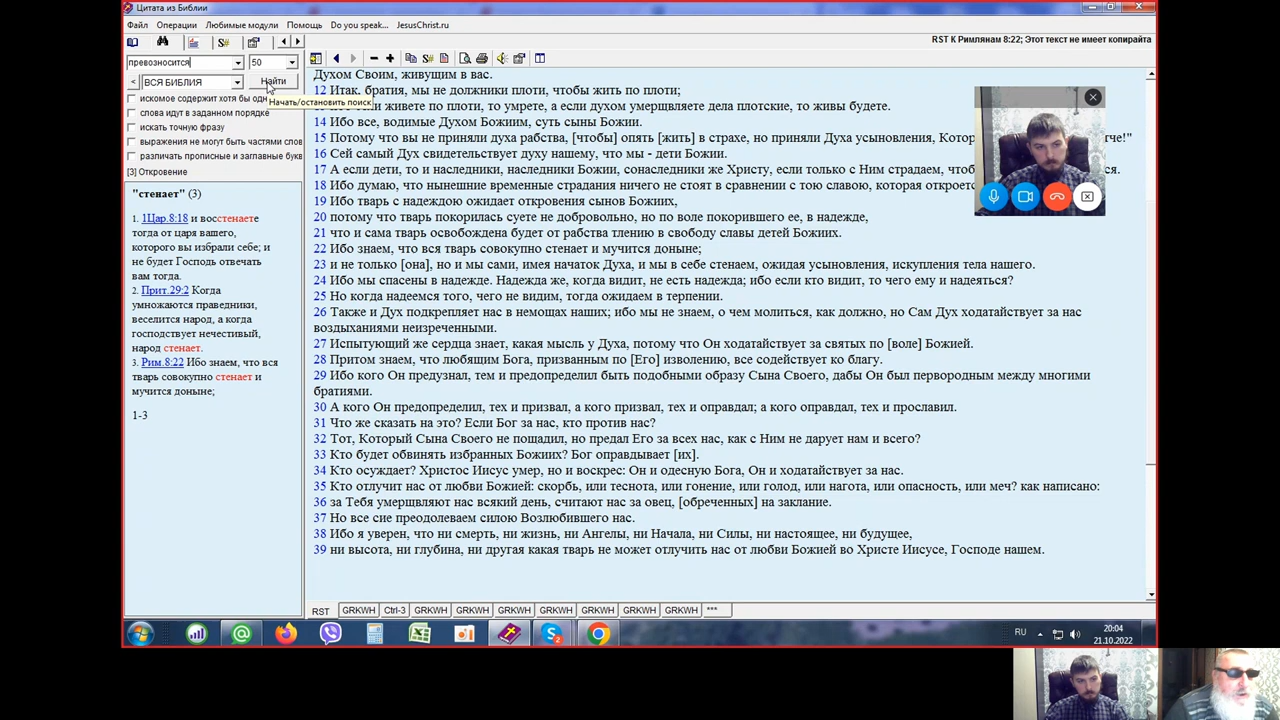 Цитата из Библии
Файл Операции Любимые модули Помощь Do you speak... JesusChrist.ru
RST К Римлянам 8:22; Этот текст не имеет копирайта
превозносится 50
< ВСЯ БИБЛИЯ Найти
Начать/остановить поиск
искомое содержит хотя бы одн
слова идут в заданном порядке
искать точную фразу
выражения не могут быть частями слов
различать прописные и заглавные букв
[3] Откровение
"стенает" (3)
1. 1Цар.8:18 и восстенаете
тогда от царя вашего,
которого вы избрали себе; и
не будет Господь отвечать
вам тогда.
2. Прит.29:2 Когда
умножаются праведники,
веселится народ, а когда
господствует нечестивый,
народ стенает.
3. Рим.8:22 Ибо знаем, что вся
тварь совокупно стенает и
мучится доныне;
1-3
Духом Своим, живущим в вас.
12 Итак, братия, мы не должники плоти, чтобы жить по плоти;
живете по плоти, то умрете, а если духом умерщвляете дела плотские, то живы будете.
14 Ибо все, водимые Духом Божиим, суть сыны Божии.
15 Потому что вы не приняли духа рабства, [чтобы] опять [жить] в страхе, но приняли Духа усыновления, Котор тче!"
16 Сей самый Дух свидетельствует духу нашему, что мы - дети Божии.
17 А если дети, то и наследники, наследники Божии, сонаследники же Христу, если только с Ним страдаем, чтоб ся.
18 Ибо думаю, что нынешние временные страдания ничего не стоят в сравнении с тою славою, которая откроетс
19 Ибо тварь с надеждою ожидает откровения сынов Божиих,
20 потому что тварь покорилась суете не добровольно, но по воле покорившего ее, в надежде,
21 что и сама тварь освобождена будет от рабства тлению в свободу славы детей Божиих.
22 Ибо знаем, что вся тварь совокупно стенает и мучится доныне;
23 и не только [она], но и мы сами, имея начаток Духа, и мы в себе стенаем, ожидая усыновления, искупления тела нашего.
24 Ибо мы спасены в надежде. Надежда же, когда видит, не есть надежда; ибо если кто видит, то чего ему и надеяться?
25 Но когда надеемся того, чего не видим, тогда ожидаем в терпении.
26 Также и Дух подкрепляет нас в немощах наших; ибо мы не знаем, о чем молиться, как должно, но Сам Дух ходатайствует за нас
воздыханиями неизреченными.
27 Испытующий же сердца знает, какая мысль у Духа, потому что Он ходатайствует за святых по [воле] Божией.
28 Притом знаем, что любящим Бога, призванным по [Его] изволению, все содействует ко благу.
29 Ибо кого Он предузнал, тем и предопределил быть подобными образу Сына Своего, дабы Он был первородным между многими
братиями.
30 А кого Он предопределил, тех и призвал, а кого призвал, тех и оправдал; а кого оправдал, тех и прославил.
31 Что же сказать на это? Если Бог за нас, кто против нас?
32 Тот, Который Сына Своего не пощадил, но предал Его за всех нас, как с Ним не дарует нам и всего?
33 Кто будет обвинять избранных Божиих? Бог оправдывает [их].
34 Кто осуждает? Христос Иисус умер, но и воскрес: Он и одесную Бога, Он и ходатайствует за нас.
35 Кто отлучит нас от любви Божией: скорбь, или теснота, или гонение, или голод, или нагота, или опасность, или меч? как написано:
36 за Тебя умерщвляют нас всякий день, считают нас за овец, [обреченных] на заклание.
37 Но все сие преодолеваем силою Возлюбившего нас.
38 Ибо я уверен, что ни смерть, ни жизнь, ни Ангелы, ни Начала, ни Силы, ни настоящее, ни будущее,
39 ни высота, ни глубина, ни другая какая тварь не может отлучить нас от любви Божией во Христе Иисусе, Господе нашем.
RST GRKWH Ctrl-3 GRKWH GRKWH GRKWH GRKWH GRKWH GRKWH GRKWH ***
RU 20:04
21.10.2022